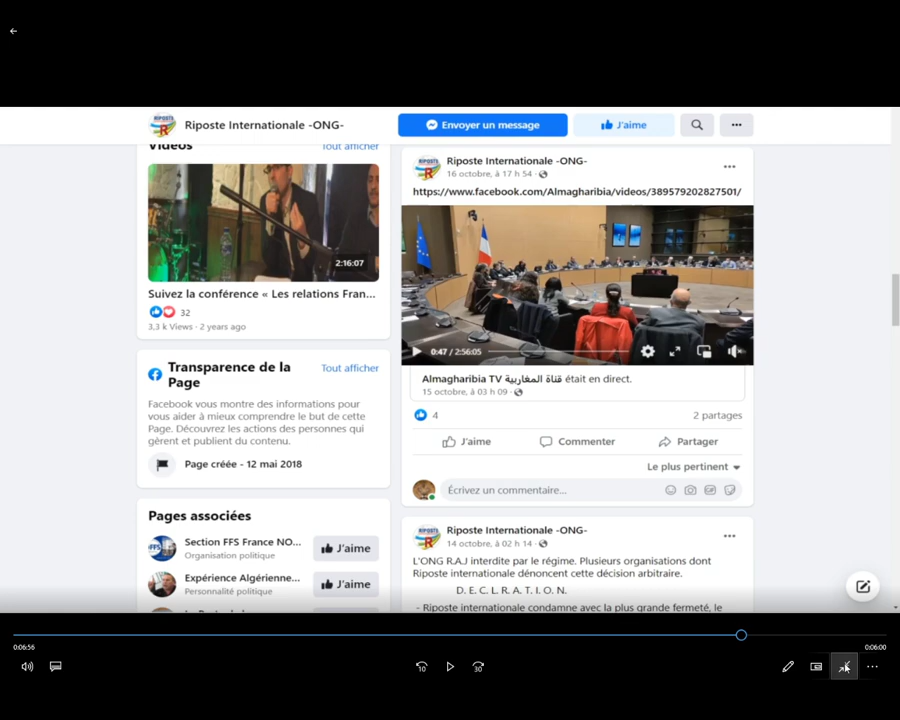 Riposte Internationale -ONG-
Envoyer un message
J'aime
Vidéos
Tout afficher
2:16:07
Suivez la conférence « Les relations Fran...
32
3,3 k Views · 2 years ago
Transparence de la Page
Tout afficher
Facebook vous montre des informations pour
vous aider à mieux comprendre le but de cette
Page. Découvrez les actions des personnes qui
gèrent et publient du contenu.
Page créée - 12 mai 2018
Pages associées
Section FFS France NO...
Organisation politique
J'aime
Expérience Algérienne...
Personnalité politique
J'aime
Riposte Internationale -ONG-
16 octobre, à 17 h 54 ·
https://www.facebook.com/Almagharibia/videos/389579202827501/
0:47 / 2:56:05
Almagharibia TV قناة المغاربية était en direct.
15 octobre, à 03 h 09 ·
4
2 partages
J'aime
Commenter
Partager
Le plus pertinent
Écrivez un commentaire...
Riposte Internationale -ONG-
14 octobre, à 02 h 14 ·
L'ONG R.A.J interdite par le régime. Plusieurs organisations dont
Riposte internationale dénoncent cette décision arbitraire.
D. E. C. L. R. A. T. I. O. N.
- Riposte internationale condamne avec la plus grande fermeté, le
0:06:56
0:06:00
10
30